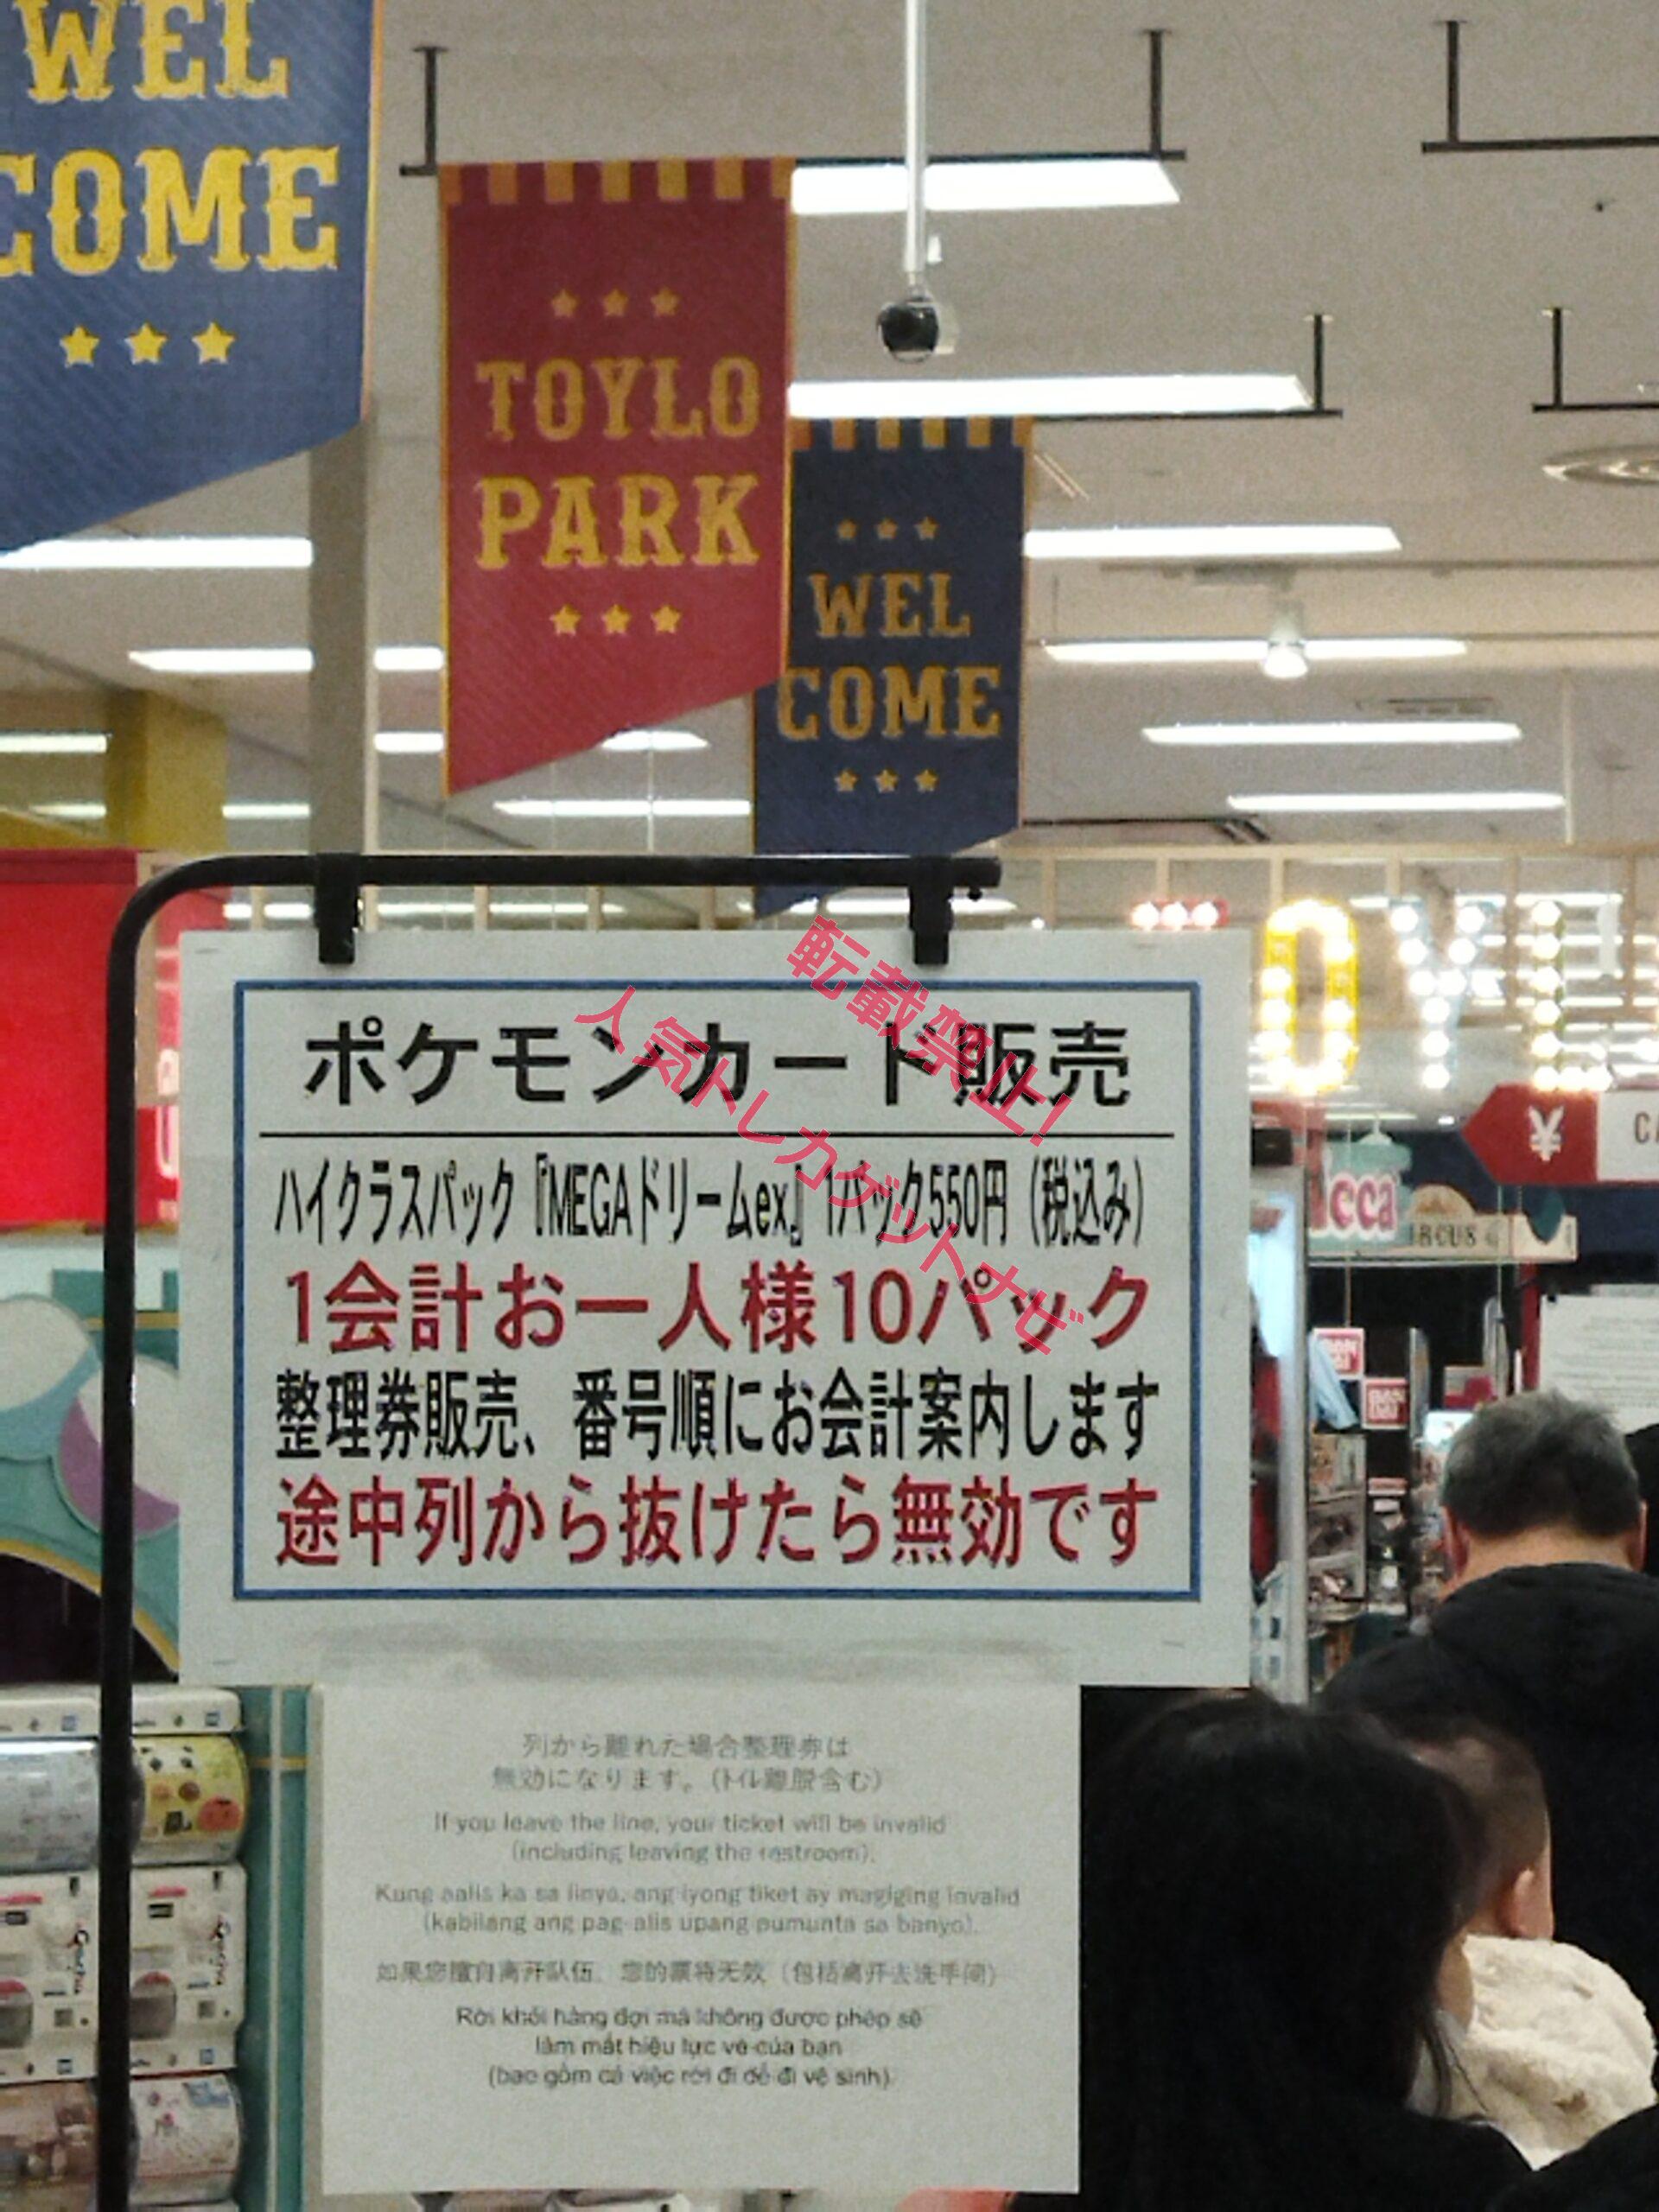 WEL
COME
TOYLO
PARK
WEL
COME
OYL
転載禁止!
人気トレカゲットナビ
ポケモンカード販売
ハイクラスパック『MEGAドリームex』1パック550円（税込み）
1会計お一人様10パック
整理券販売、番号順にお会計案内します
途中列から抜けたら無効です
¥
CA
cca
RCUS
BAN
DAI
列から離れた場合整理券は
無効になります。（トイレ離脱含む）
If you leave the line, your ticket will be invalid
(including leaving the restroom).
Kung aalis ka sa linya, ang iyong tiket ay magiging invalid
(kabilang ang pag-alis upang pumunta sa banyo).
如果您擅自离开队伍，您的票将无效（包括离开去洗手间）
Rời khỏi hàng đợi mà không được phép sẽ
làm mất hiệu lực vé của bạn
(bao gồm cả việc rời đi để đi vệ sinh).